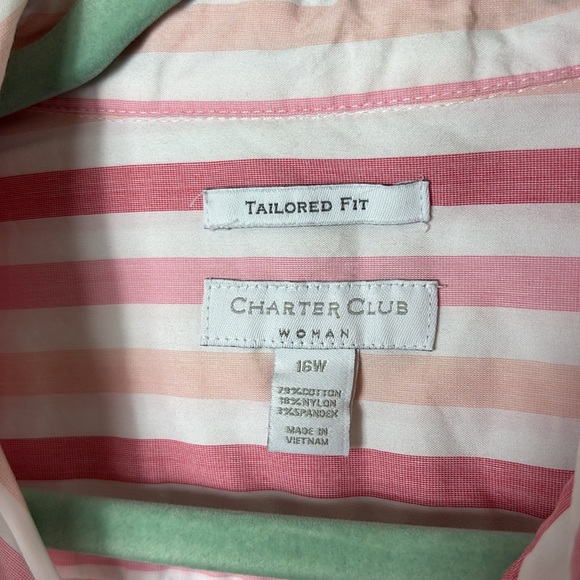 TAILORED FIT
CHARTER CLUB
WOMAN
16W
79%COTTON
18%NYLON
3%SPANDEX
MADE IN
VIETNAM